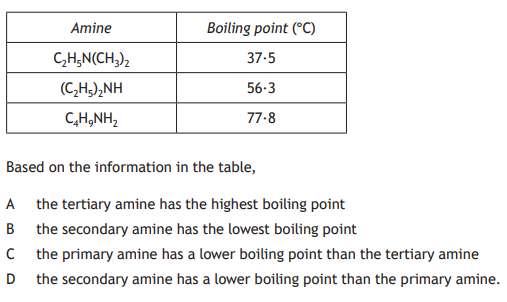 Amine Boiling point (°C)
C₂H₅N(CH₃)₂ 37·5
(C₂H₅)₂NH 56·3
C₄H₉NH₂ 77·8
Based on the information in the table,
A the tertiary amine has the highest boiling point
B the secondary amine has the lowest boiling point
C the primary amine has a lower boiling point than the tertiary amine
D the secondary amine has a lower boiling point than the primary amine.